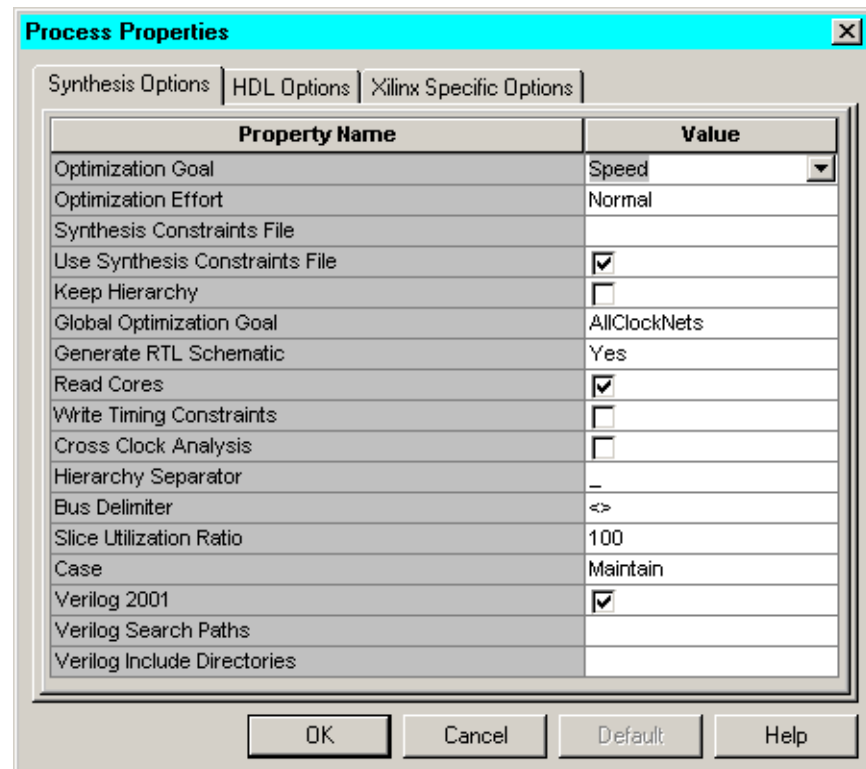 Process Properties
Synthesis Options HDL Options Xilinx Specific Options
Property Name Value
Optimization Goal Speed
Optimization Effort Normal
Synthesis Constraints File
Use Synthesis Constraints File
Keep Hierarchy
Global Optimization Goal AllClockNets
Generate RTL Schematic Yes
Read Cores
Write Timing Constraints
Cross Clock Analysis
Hierarchy Separator _
Bus Delimiter <>
Slice Utilization Ratio 100
Case Maintain
Verilog 2001
Verilog Search Paths
Verilog Include Directories
OK Cancel Default Help